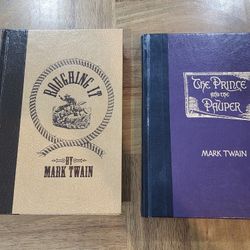 ROUGHING IT
BY
MARK TWAIN
The PRINCE
and the
PAUPER
MARK TWAIN